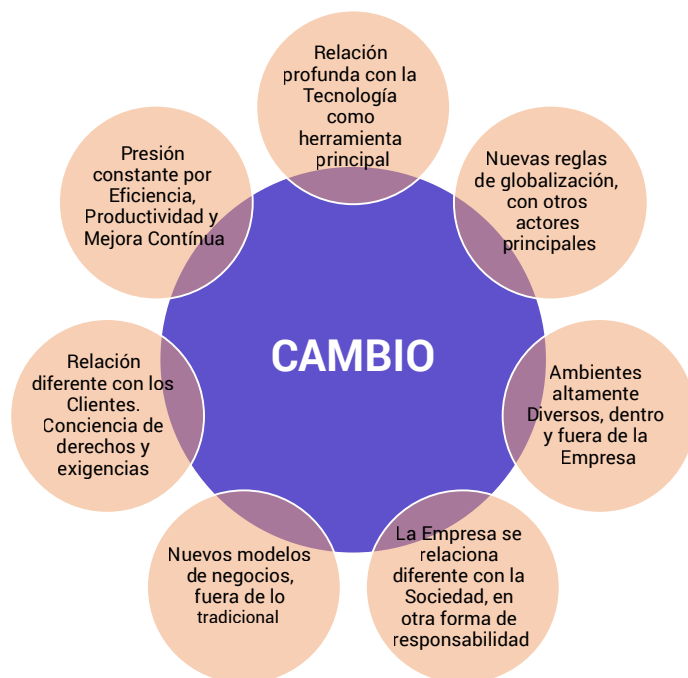 Relación
profunda con la
Tecnología
como
herramienta
principal
Nuevas reglas
de globalización,
con otros
actores
principales
Ambientes
altamente
Diversos, dentro
y fuera de la
Empresa
La Empresa se
relaciona
diferente con la
Sociedad, en
otra forma de
responsabilidad
Nuevos modelos
de negocios,
fuera de lo
tradicional
Relación
diferente con los
Clientes.
Conciencia de
derechos y
exigencias
Presión
constante por
Eficiencia,
Productividad y
Mejora Contínua
CAMBIO